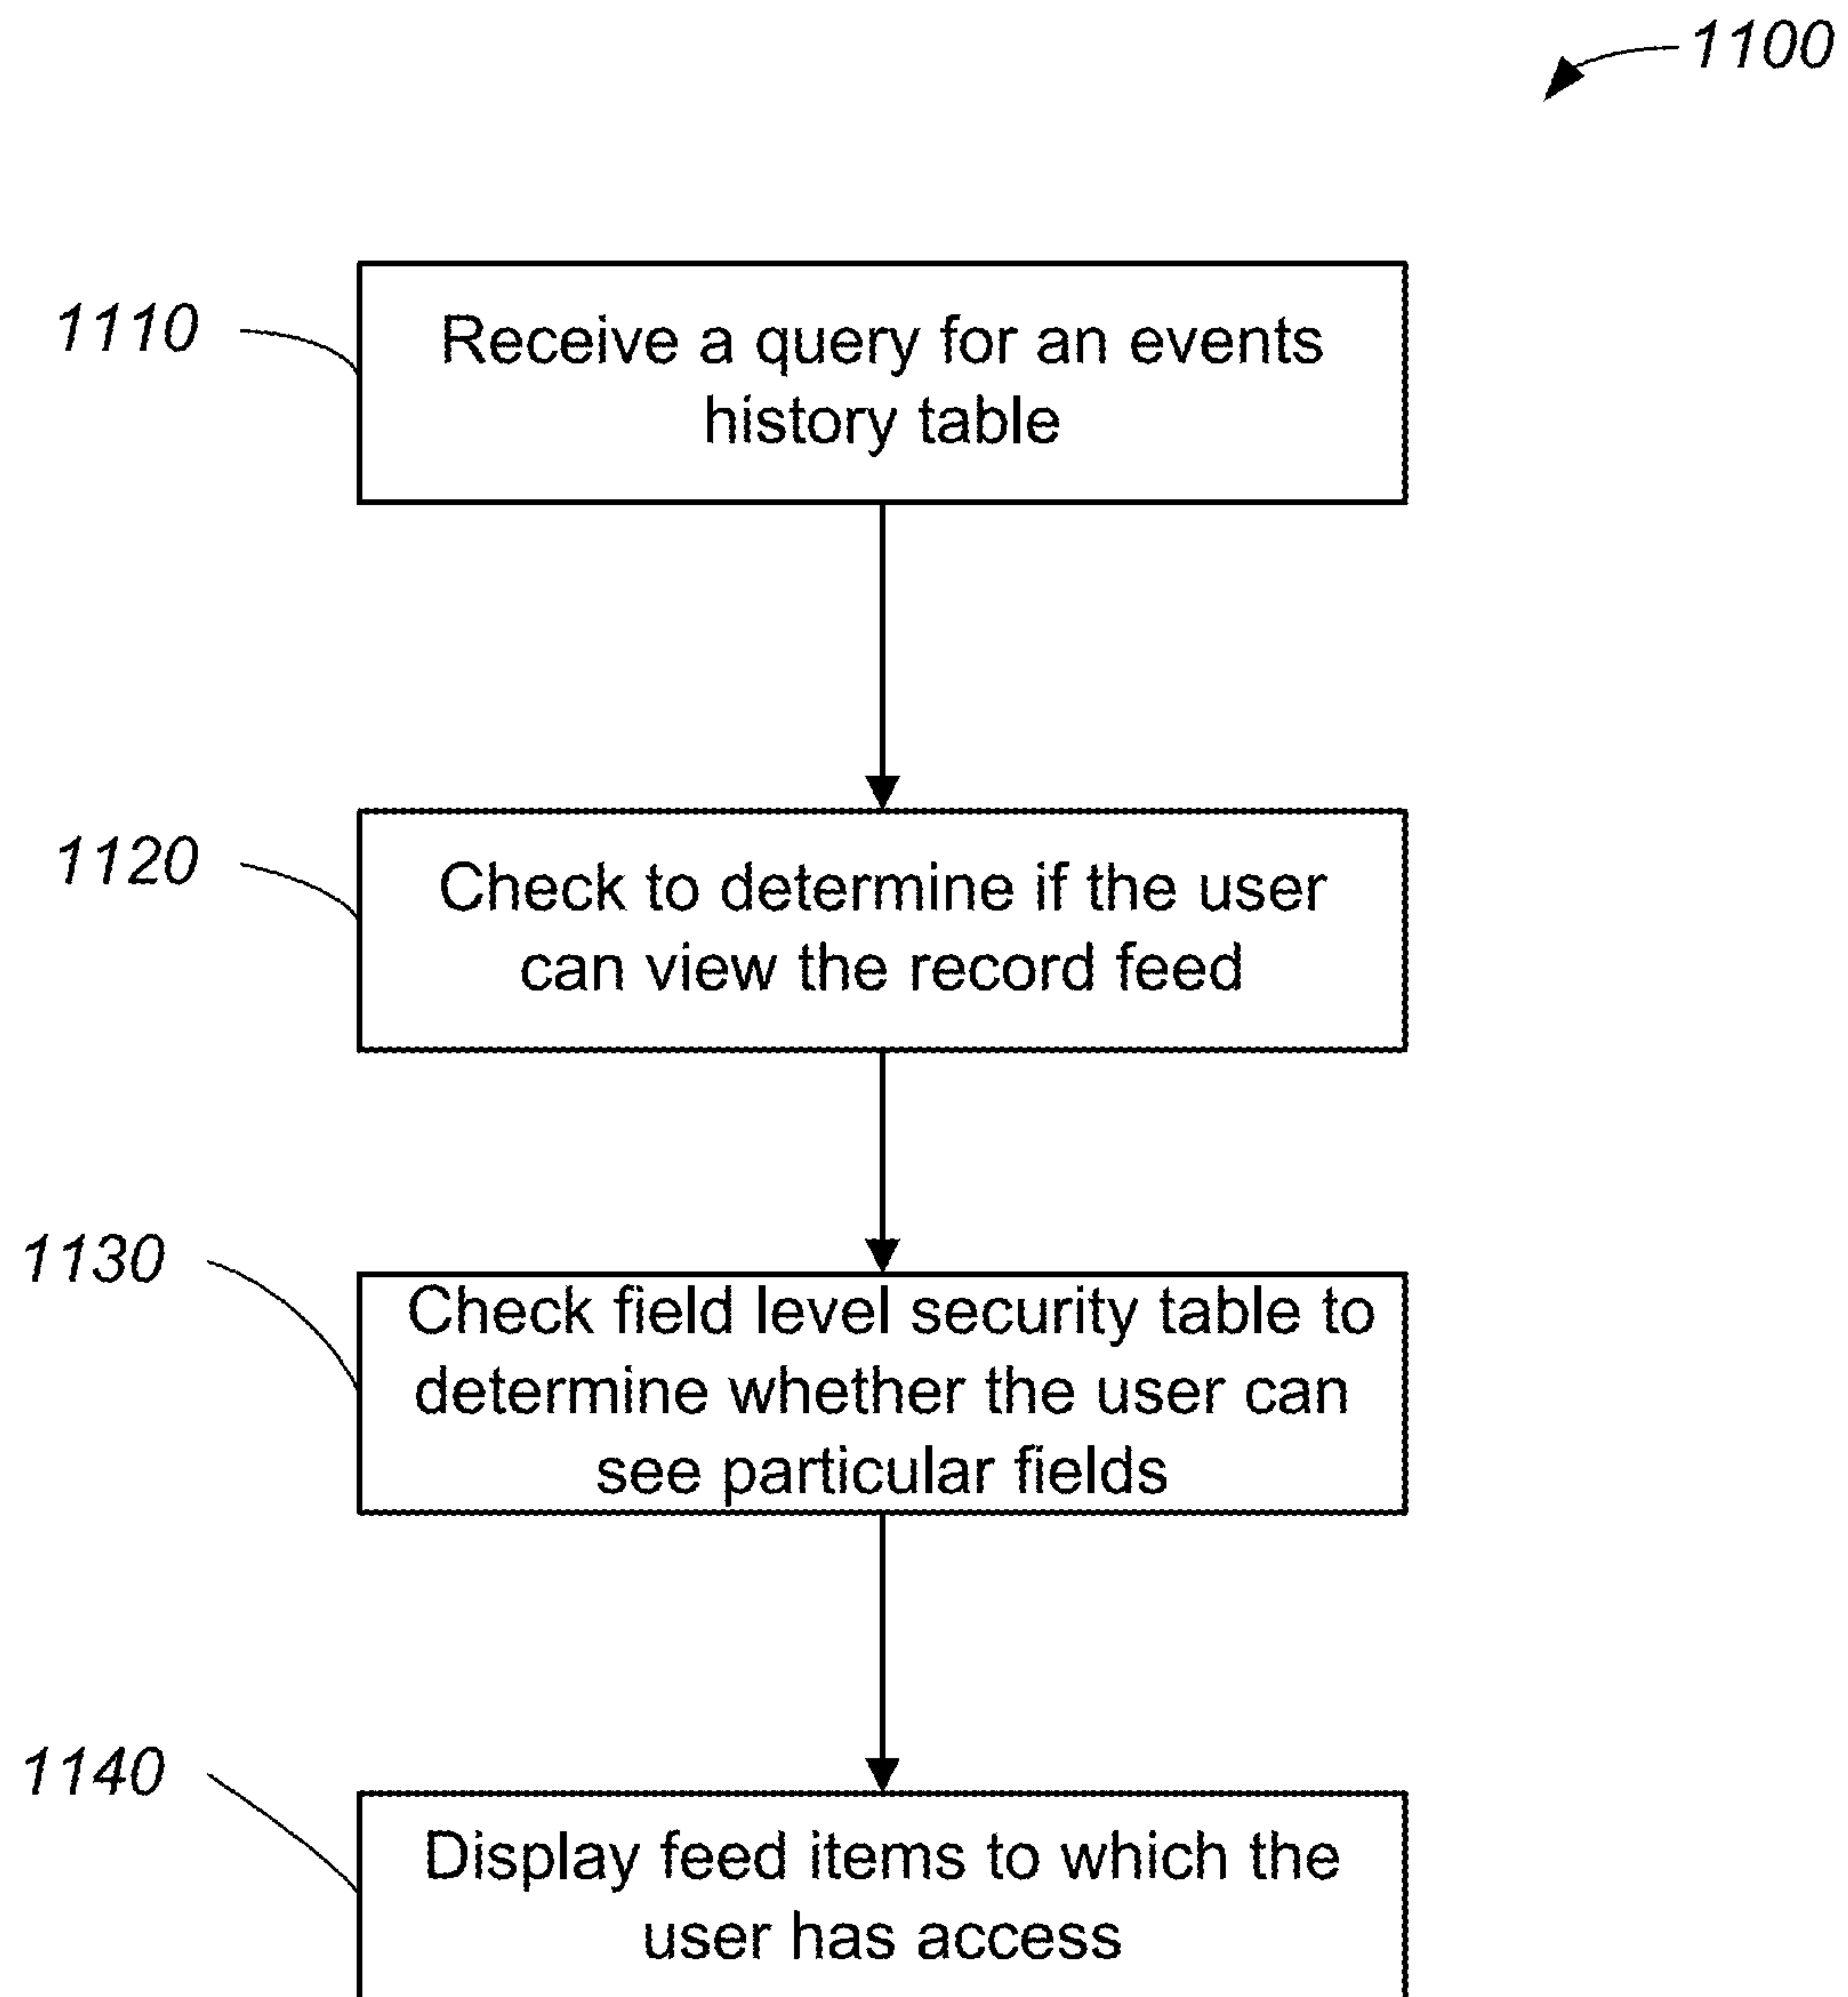 1100
1110
Receive a query for an events
history table
1120
Check to determine if the user
can view the record feed
1130
Check field level security table to
determine whether the user can
see particular fields
1140
Display feed items to which the
user has access